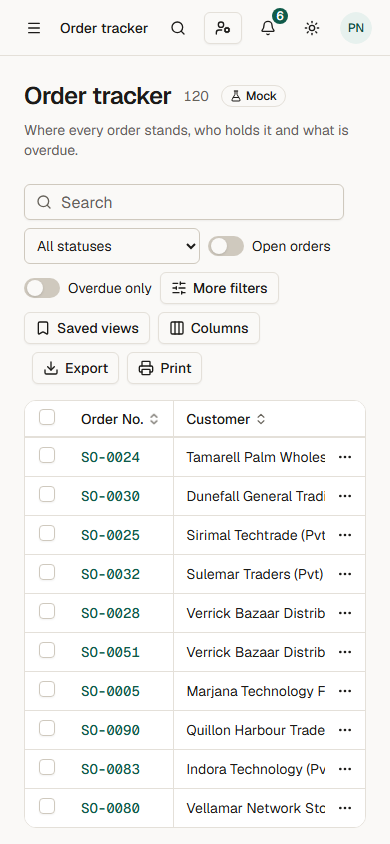 Order tracker 6 PN
Order tracker 120 Mock
Where every order stands, who holds it and what is
overdue.
Search
All statuses Open orders
Overdue only More filters
Saved views Columns
Export Print
Order No. Customer
SO-0024 Tamarell Palm Wholes
SO-0030 Dunefall General Tradi
SO-0025 Sirimal Techtrade (Pvt
SO-0032 Sulemar Traders (Pvt)
SO-0028 Verrick Bazaar Distrib
SO-0051 Verrick Bazaar Distrib
SO-0005 Marjana Technology F
SO-0090 Quillon Harbour Trade
SO-0083 Indora Technology (Pv
SO-0080 Vellamar Network Sto